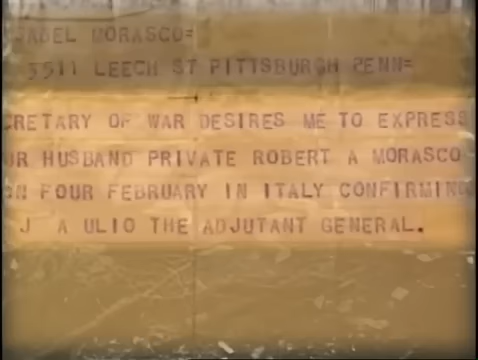 MORASCO=
3511 LEECH ST PITTSBURGH PENN=
CRETARY OF WAR DESIRES ME TO EXPRESS
UR HUSBAND PRIVATE ROBERT A MORASCO
ON FOUR FEBRUARY IN ITALY CONFIRMING
J A ULIO THE ADJUTANT GENERAL.